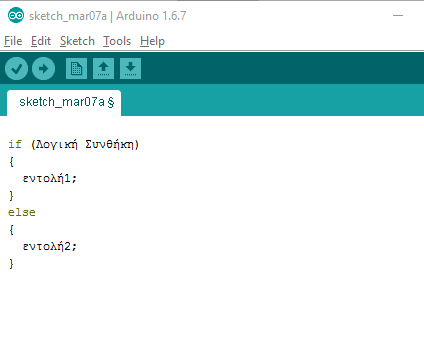 sketch_mar07a | Arduino 1.6.7
File Edit Sketch Tools Help
sketch_mar07a §
if (Λογική Συνθήκη)
{
εντολή1;
}
else
{
εντολή2;
}